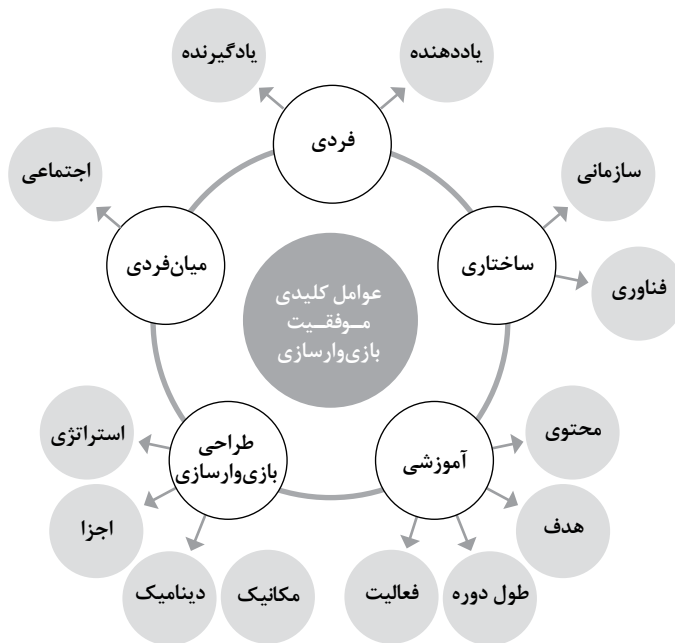 یاددهنده
یادگیرنده
فردی
سازمانی
اجتماعی
ساختاری
میان‌فردی
فناوری
عوامل کلیدی
موفقیت
بازی‌وارسازی
محتوی
استراتژی
آموزشی
طراحی
بازی‌وارسازی
هدف
اجزا
طول دوره
فعالیت
مکانیک
دینامیک